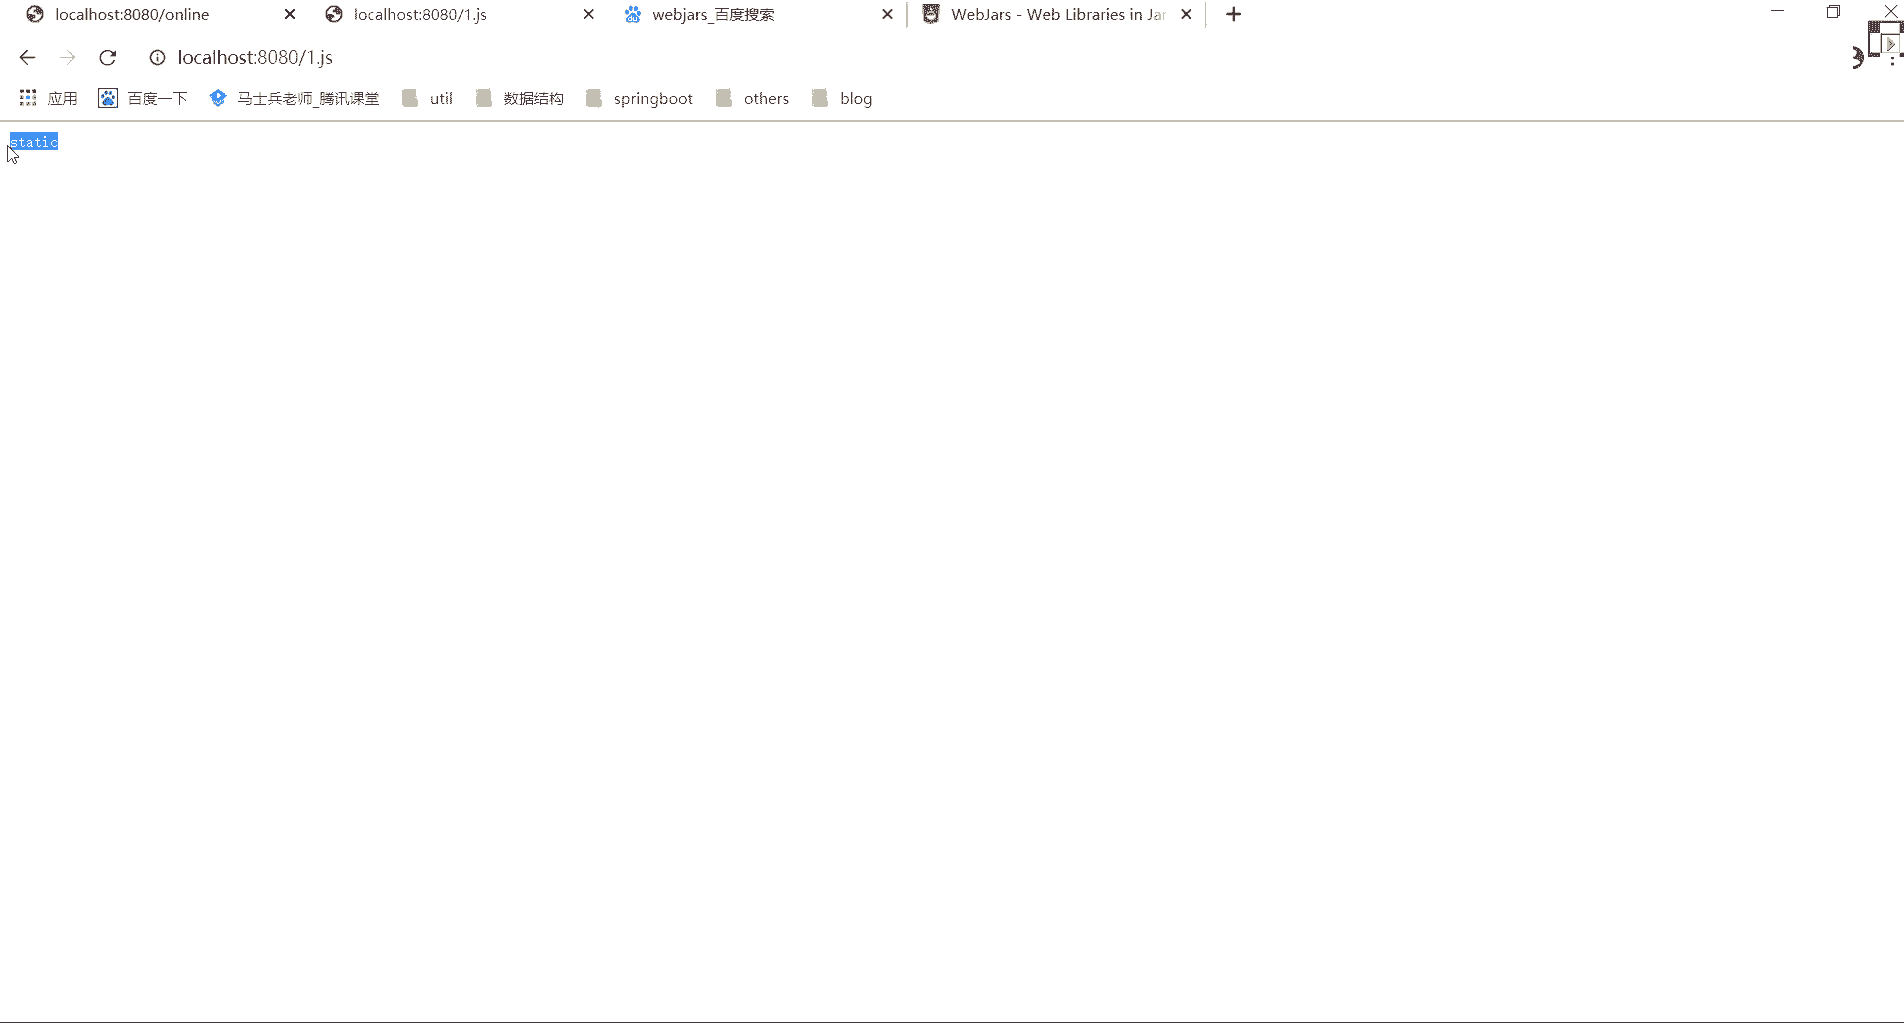 localhost:8080/online
localhost:8080/1.js
webjars_百度搜索
WebJars - Web Libraries in Jar
localhost:8080/1.js
应用
百度一下
马士兵老师_腾讯课堂
util
数据结构
springboot
others
blog
static